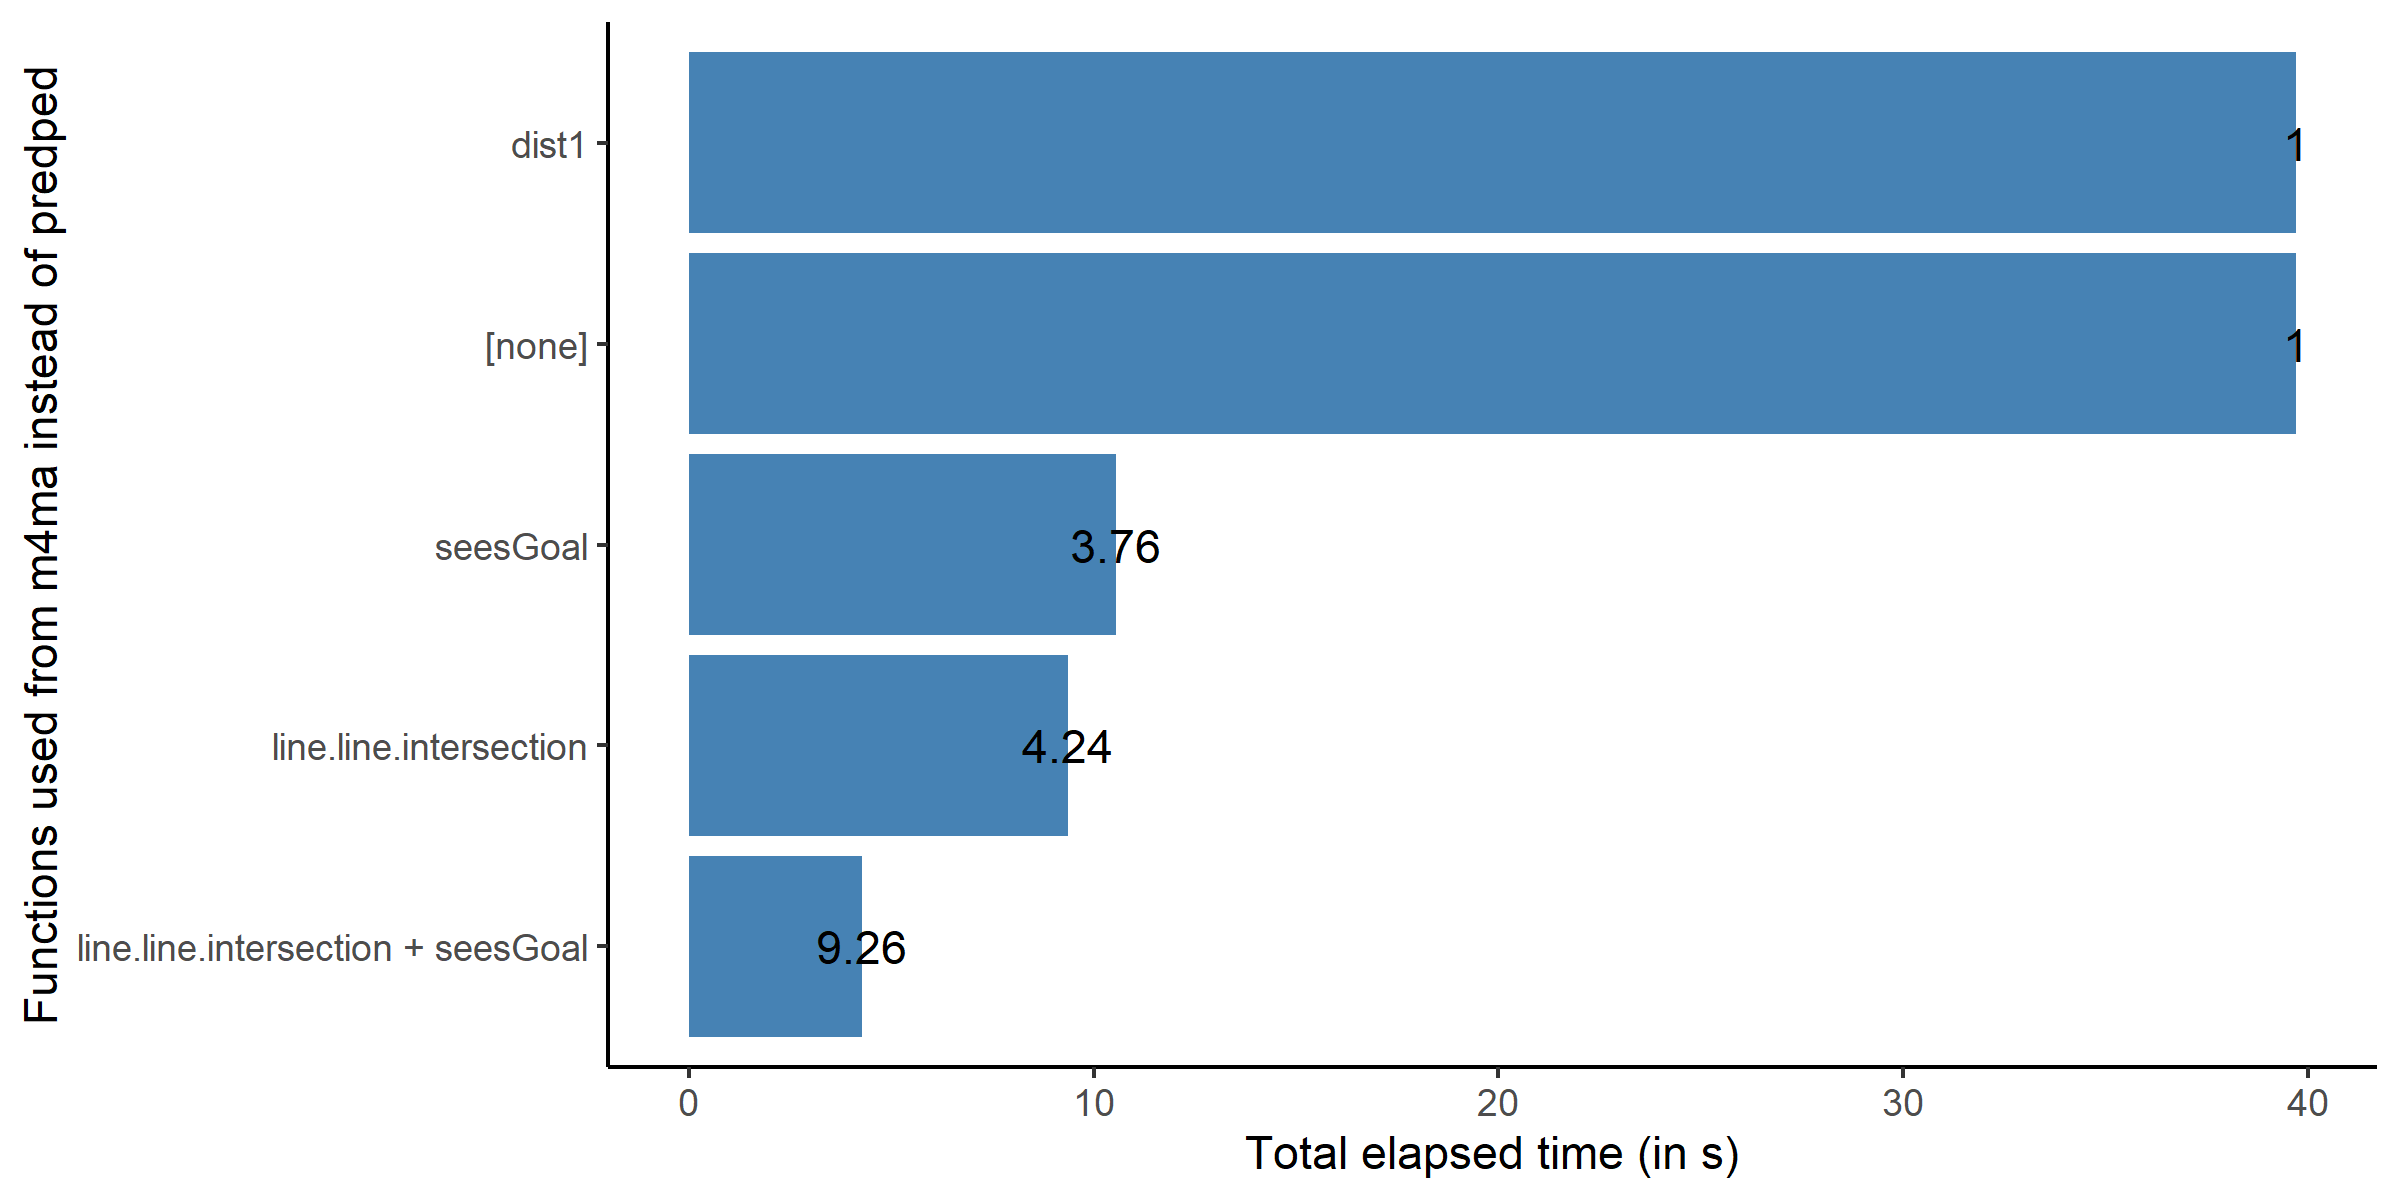 Functions used from m4ma instead of predped
dist1
1
[none]
1
seesGoal
3.76
line.line.intersection
4.24
line.line.intersection + seesGoal
9.26
0 10 20 30 40
Total elapsed time (in s)